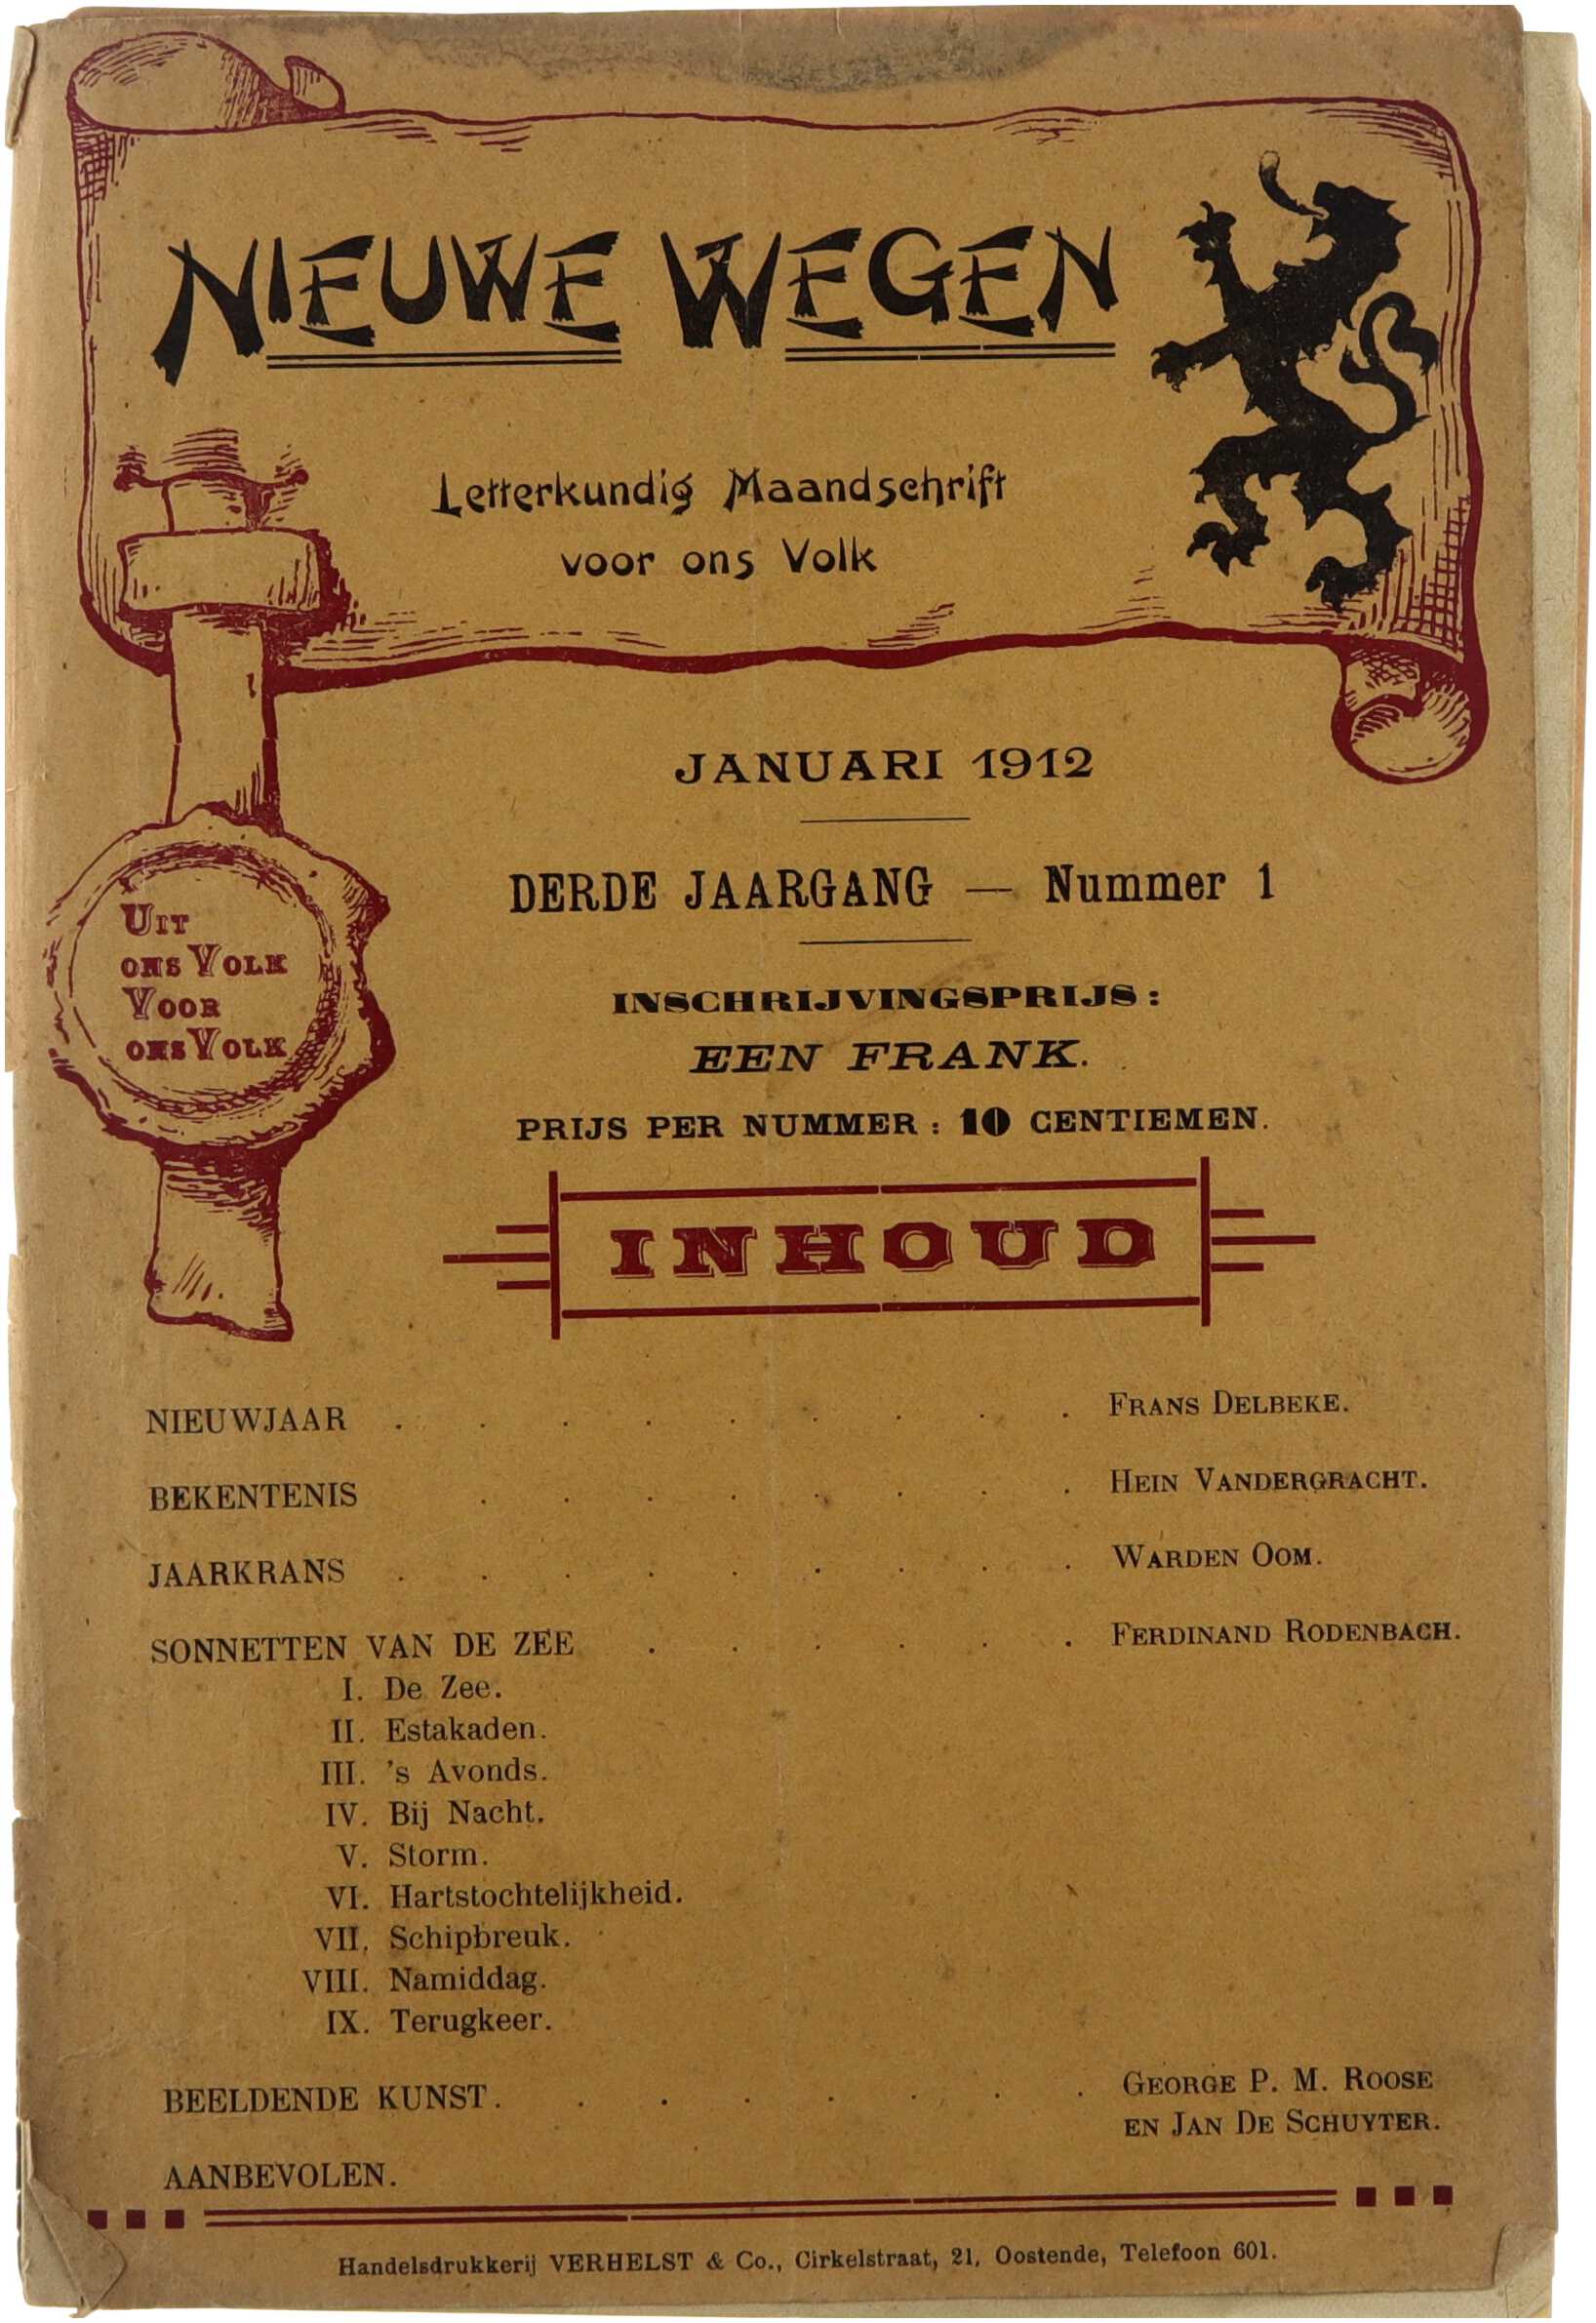 NIEUWE WEGEN
Letterkundig Maandschrift
voor ons Volk
JANUARI 1912
DERDE JAARGANG — Nummer 1
UIT
ONS VOLK
VOOR
ONS VOLK
INSCHRIJVINGSPRIJS :
EEN FRANK.
PRIJS PER NUMMER : 10 CENTIEMEN.
INHOUD
NIEUWJAAR . . . . . . . . . FRANS DELBEKE.
BEKENTENIS . . . . . . . . HEIN VANDERGRACHT.
JAARKRANS . . . . . . . . . WARDEN OOM.
SONNETTEN VAN DE ZEE . . . . . . FERDINAND RODENBACH.
I. De Zee.
II. Estakaden.
III. 's Avonds.
IV. Bij Nacht.
V. Storm.
VI. Hartstochtelijkheid.
VII. Schipbreuk.
VIII. Namiddag.
IX. Terugkeer.
BEELDENDE KUNST. . . . . . . . GEORGE P. M. ROOSE
EN JAN DE SCHUYTER.
AANBEVOLEN.
Handelsdrukkerij VERHELST & Co., Cirkelstraat, 21, Oostende, Telefoon 601.